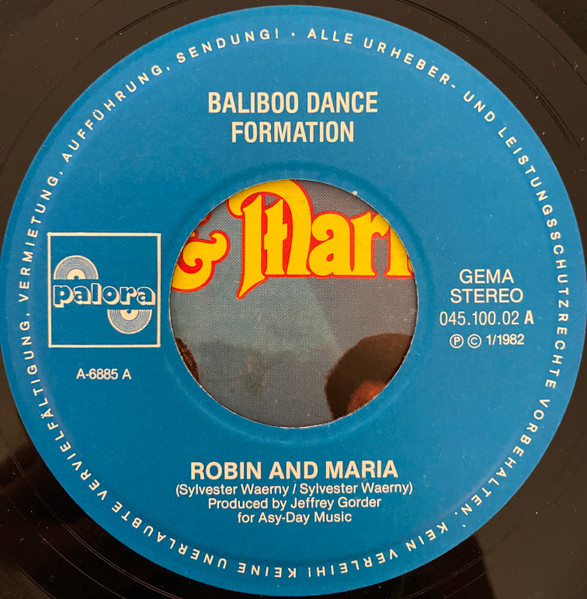 BALIBOO DANCE
FORMATION
& Mari
palora
A-6885 A
GEMA
STEREO
045.100.02 A
Ⓟ Ⓒ 1/1982
ROBIN AND MARIA
(Sylvester Waerny / Sylvester Waerny)
Produced by Jeffrey Gorder
for Asy-Day Music
ALLE URHEBER- UND LEISTUNGSSCHUTZRECHTE VORBEHALTEN. KEIN VERLEIH! KEINE UNERLAUBTE VERVIELFÄLTIGUNG, VERMIETUNG, AUFFÜHRUNG, SENDUNG! ·